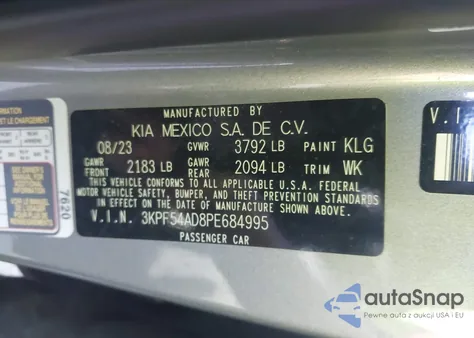 MANUFACTURED BY
KIA MEXICO S.A. DE C.V.
08/23 GVWR 3792 LB PAINT KLG
GAWR FRONT 2183 LB GAWR REAR 2094 LB TRIM WK
THIS VEHICLE CONFORMS TO ALL APPLICABLE U.S.A. FEDERAL
MOTOR VEHICLE SAFETY, BUMPER, AND THEFT PREVENTION STANDARDS
IN EFFECT ON THE DATE OF MANUFACTURE SHOWN ABOVE.
V.I.N. 3KPF54AD8PE684995
PASSENGER CAR
7620
V.I
autoSnap
Pewne auta z aukcji USA i EU